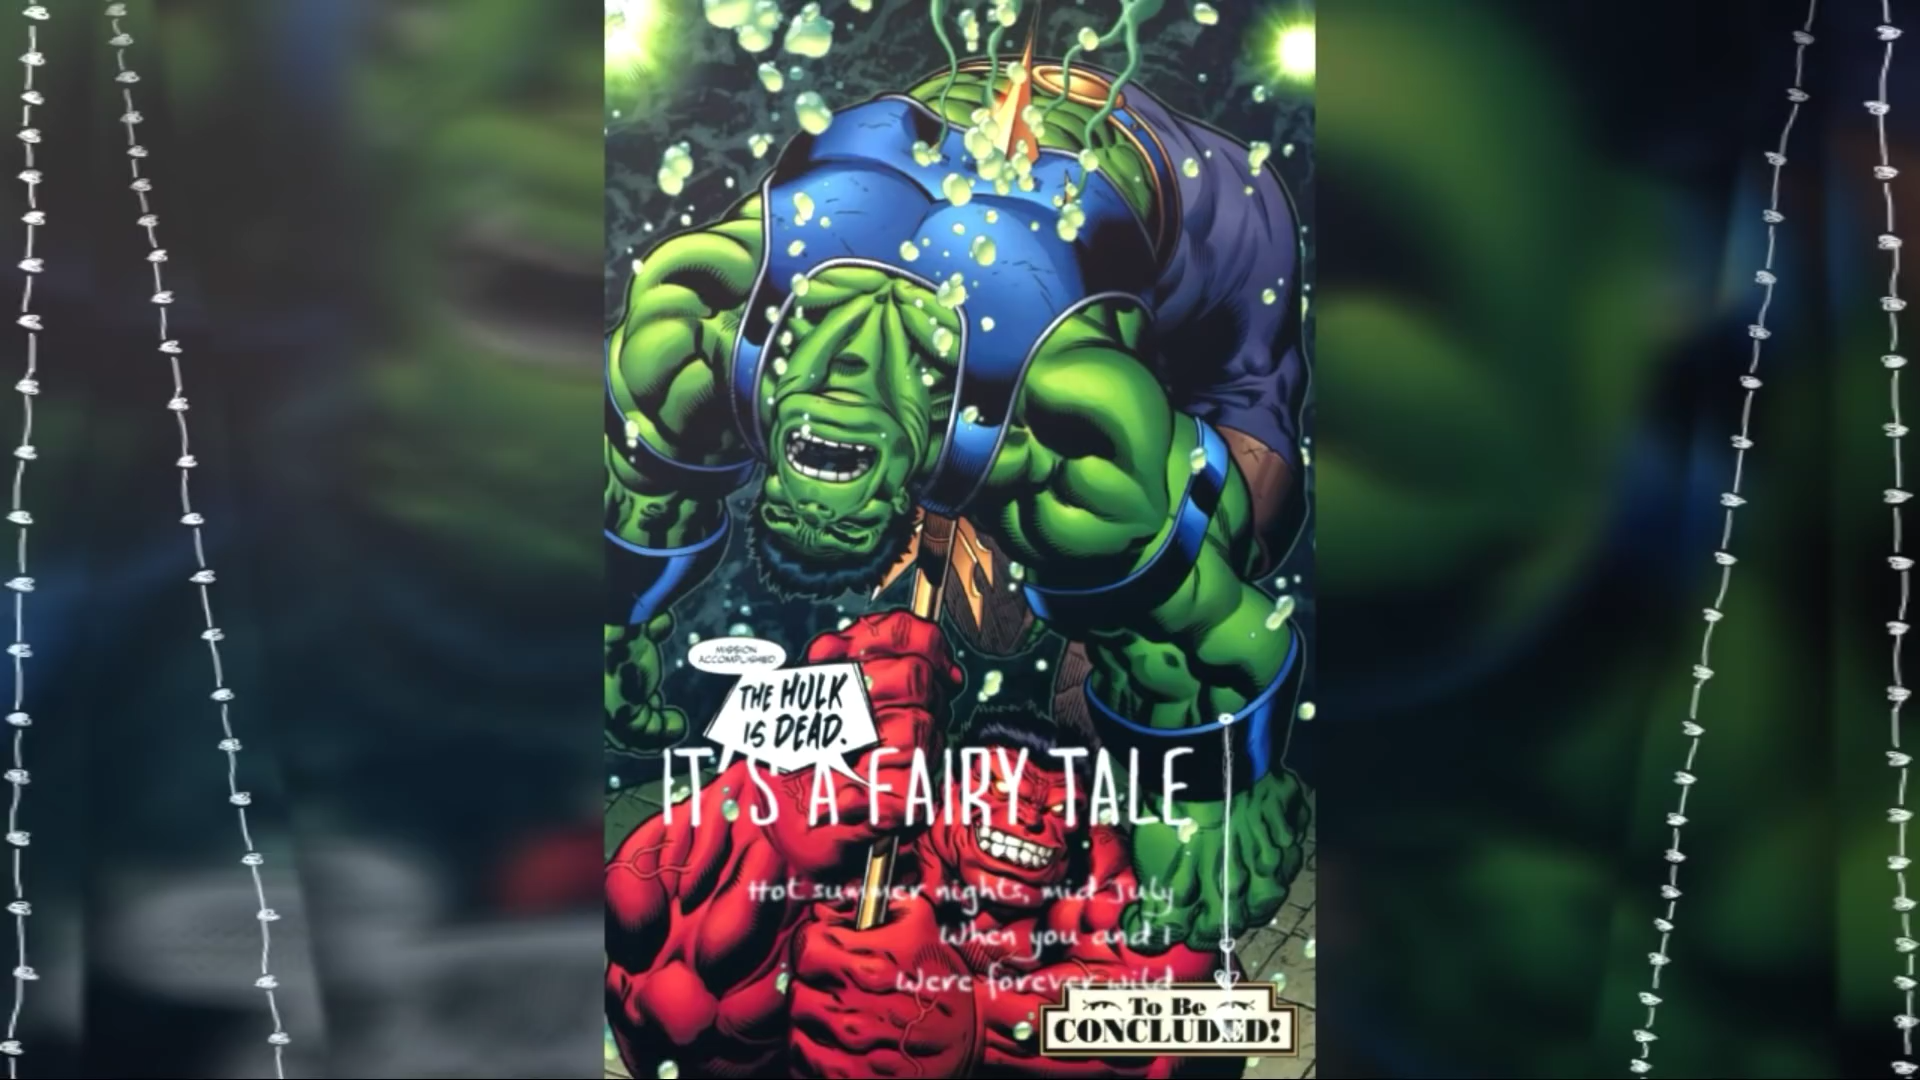 MISSION
ACCOMPLISHED.
THE HULK
IS DEAD.
IT'S A FAIRY TALE
Hot summer nights, mid July
When you and I
Were forever wild
To Be
CONCLUDED!